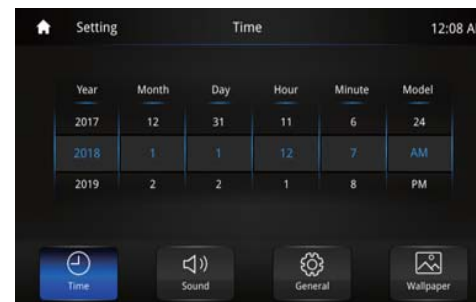 Setting Time 12:08 A
Year Month Day Hour Minute Model
2017 12 31 11 6 24
2018 1 1 12 7 AM
2019 2 2 1 8 PM
Time Sound General Wallpaper